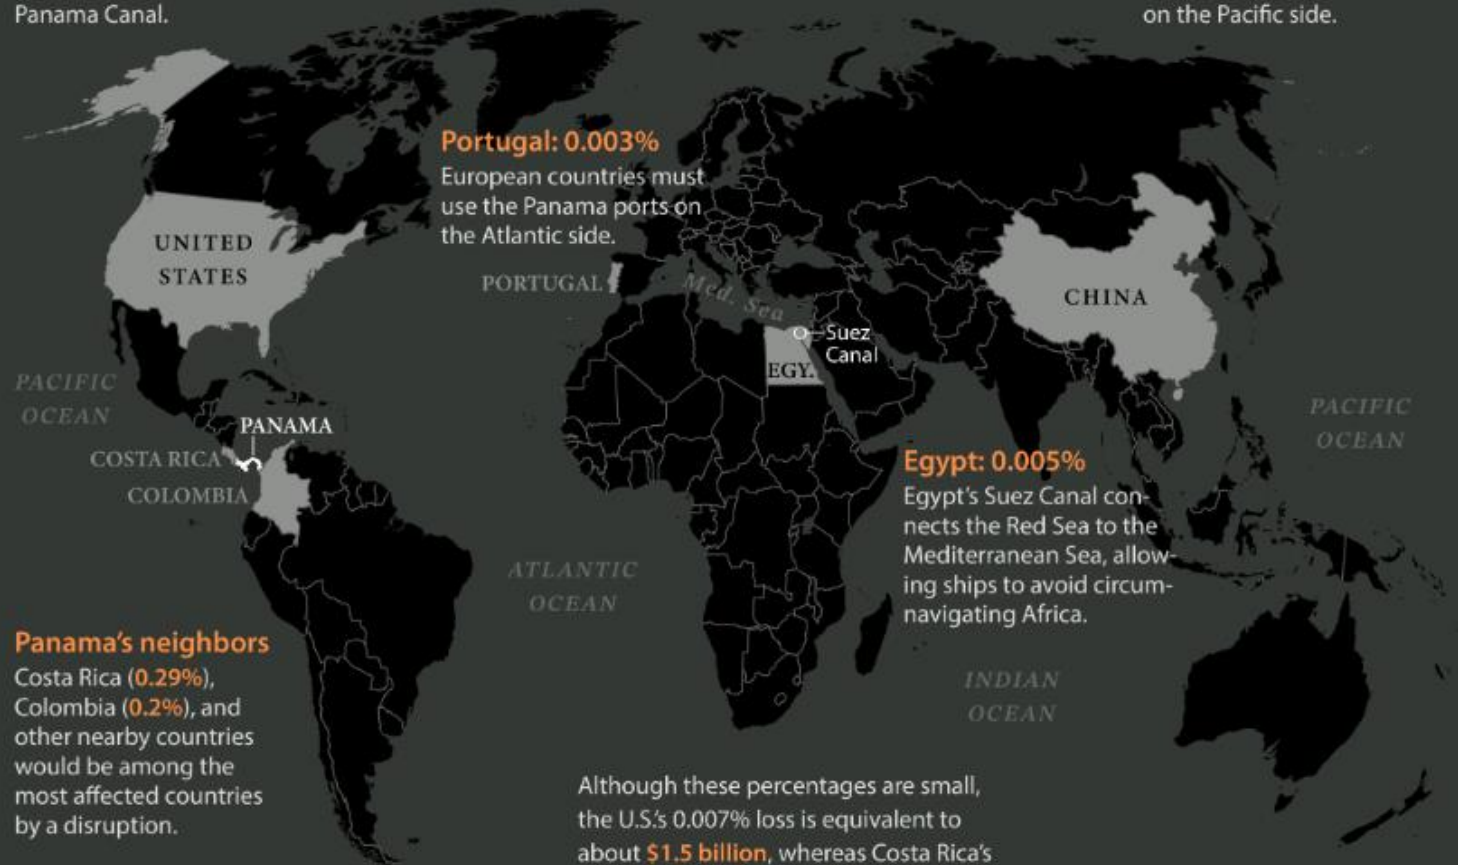 Panama Canal.
on the Pacific side.
Portugal: 0.003%
European countries must
use the Panama ports on
the Atlantic side.
UNITED
STATES
PORTUGAL
Med. Sea
CHINA
Suez
Canal
EGY.
PACIFIC
OCEAN
PACIFIC
OCEAN
PANAMA
COSTA RICA
COLOMBIA
Egypt: 0.005%
Egypt's Suez Canal con-
nects the Red Sea to the
Mediterranean Sea, allow-
ing ships to avoid circum-
navigating Africa.
ATLANTIC
OCEAN
Panama's neighbors
Costa Rica (0.29%),
Colombia (0.2%), and
other nearby countries
would be among the
most affected countries
by a disruption.
INDIAN
OCEAN
Although these percentages are small,
the U.S.'s 0.007% loss is equivalent to
about $1.5 billion, whereas Costa Rica's